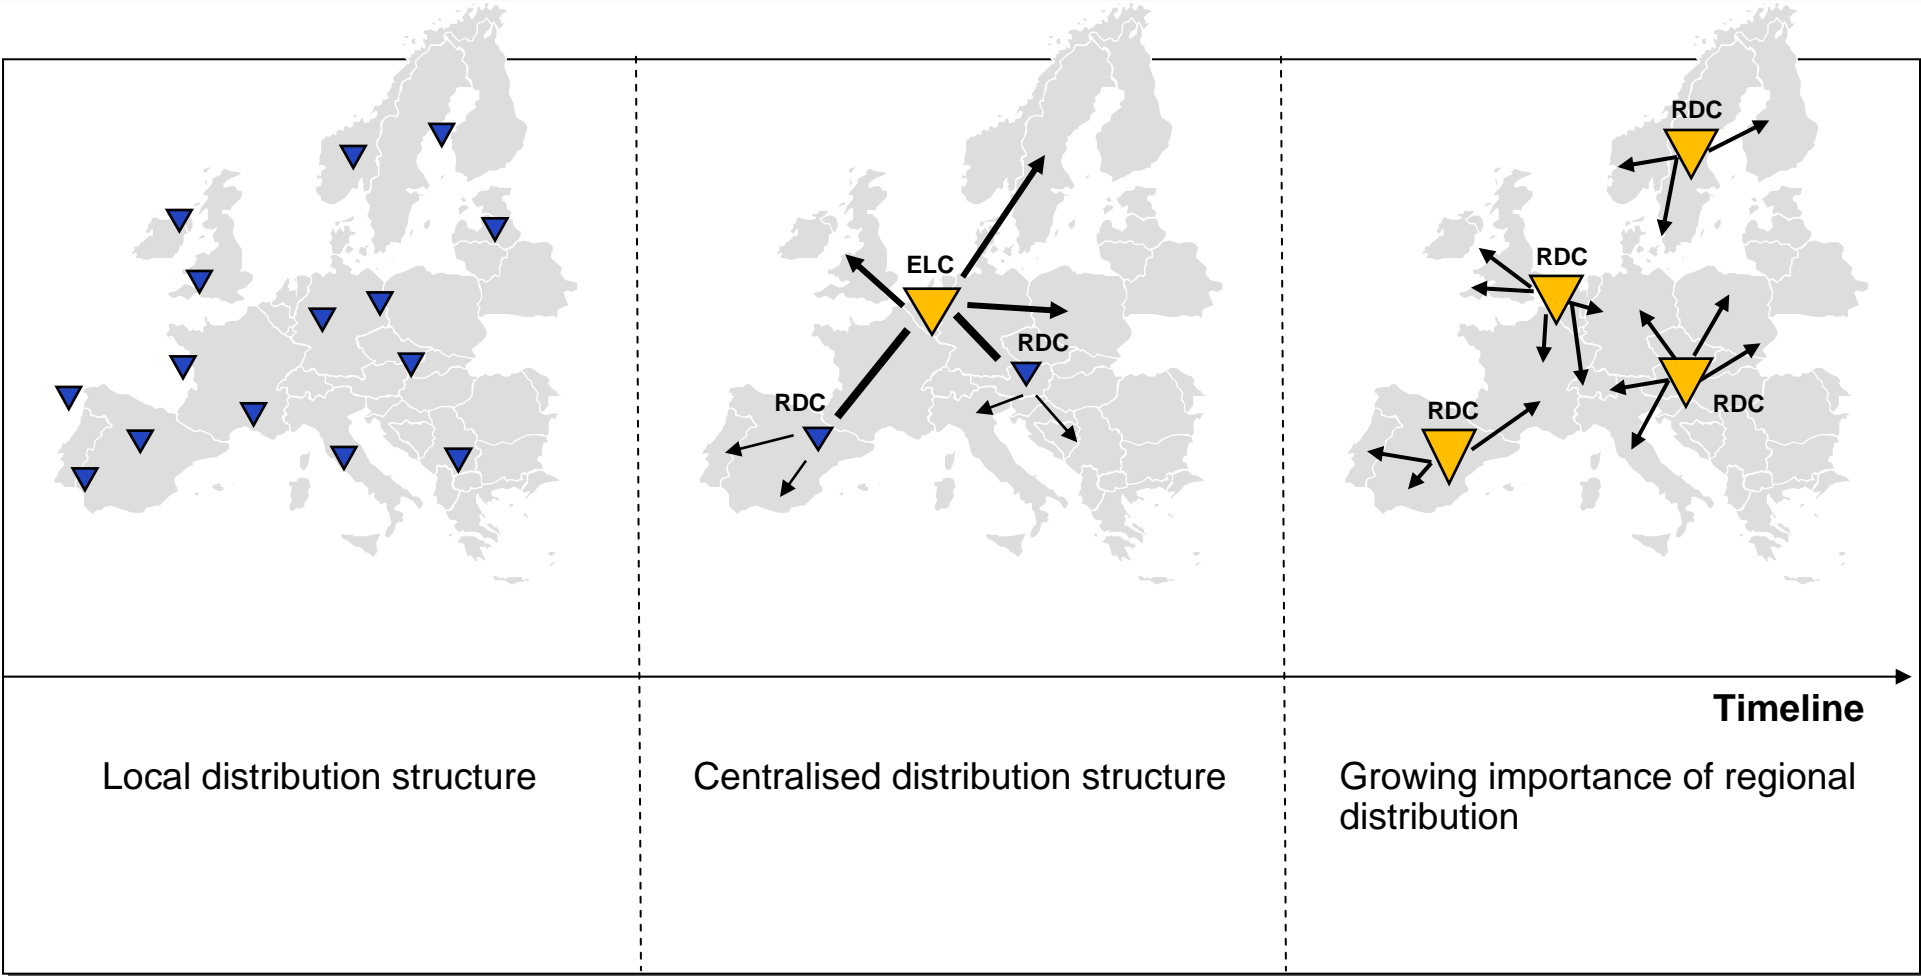 ELC
RDC
RDC
RDC
RDC
RDC
RDC
Timeline
Local distribution structure
Centralised distribution structure
Growing importance of regional
distribution